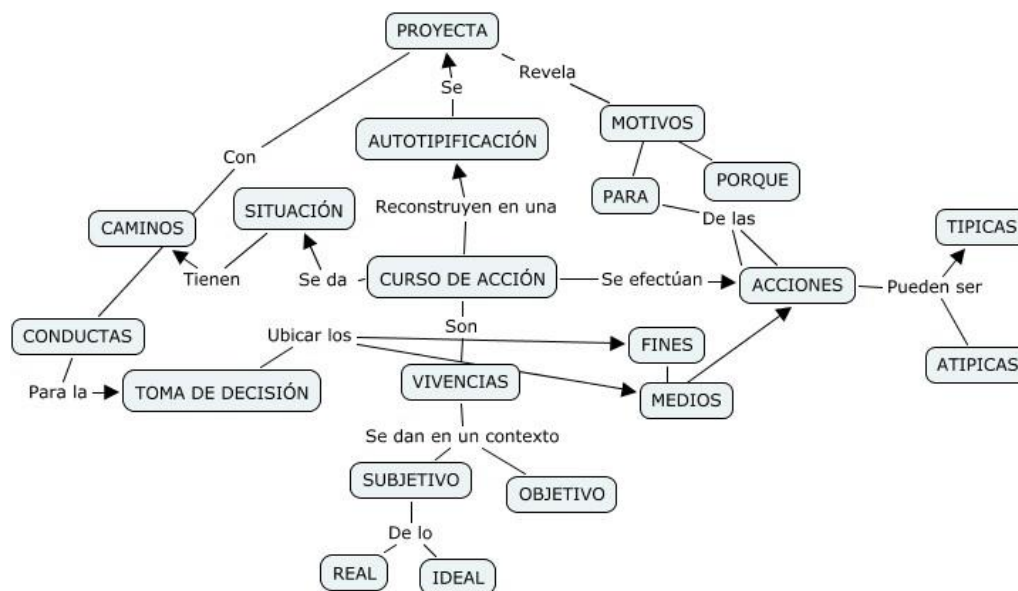 PROYECTA
Revela
Se
MOTIVOS
AUTOTIPIFICACIÓN
Con
PORQUE
PARA
SITUACIÓN
Reconstruyen en una
De las
CAMINOS
TIPICAS
Tienen
Se da
CURSO DE ACCIÓN
Se efectúan
ACCIONES
Pueden ser
CONDUCTAS
Ubicar los
Son
FINES
ATIPICAS
Para la
TOMA DE DECISIÓN
VIVENCIAS
MEDIOS
Se dan en un contexto
SUBJETIVO
OBJETIVO
De lo
REAL
IDEAL